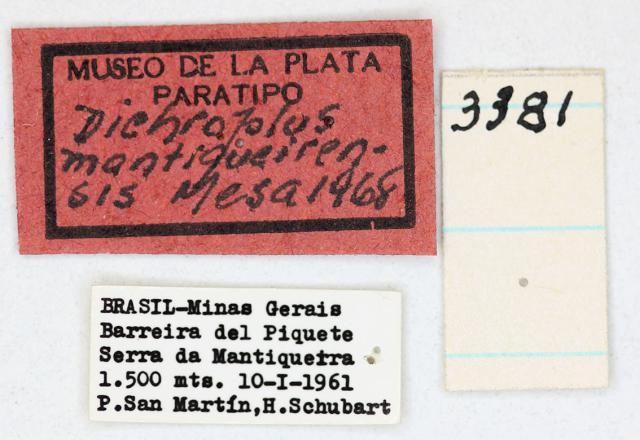 MUSEO DE LA PLATA
PARATIPO
Dichroplus
mantiqueiren-
sis Mesa 1968
3381
BRASIL-Minas Gerais
Barreira del Piquete
Serra da Mantiqueira
1.500 mts. 10-I-1961
P.San Martín,H.Schubart